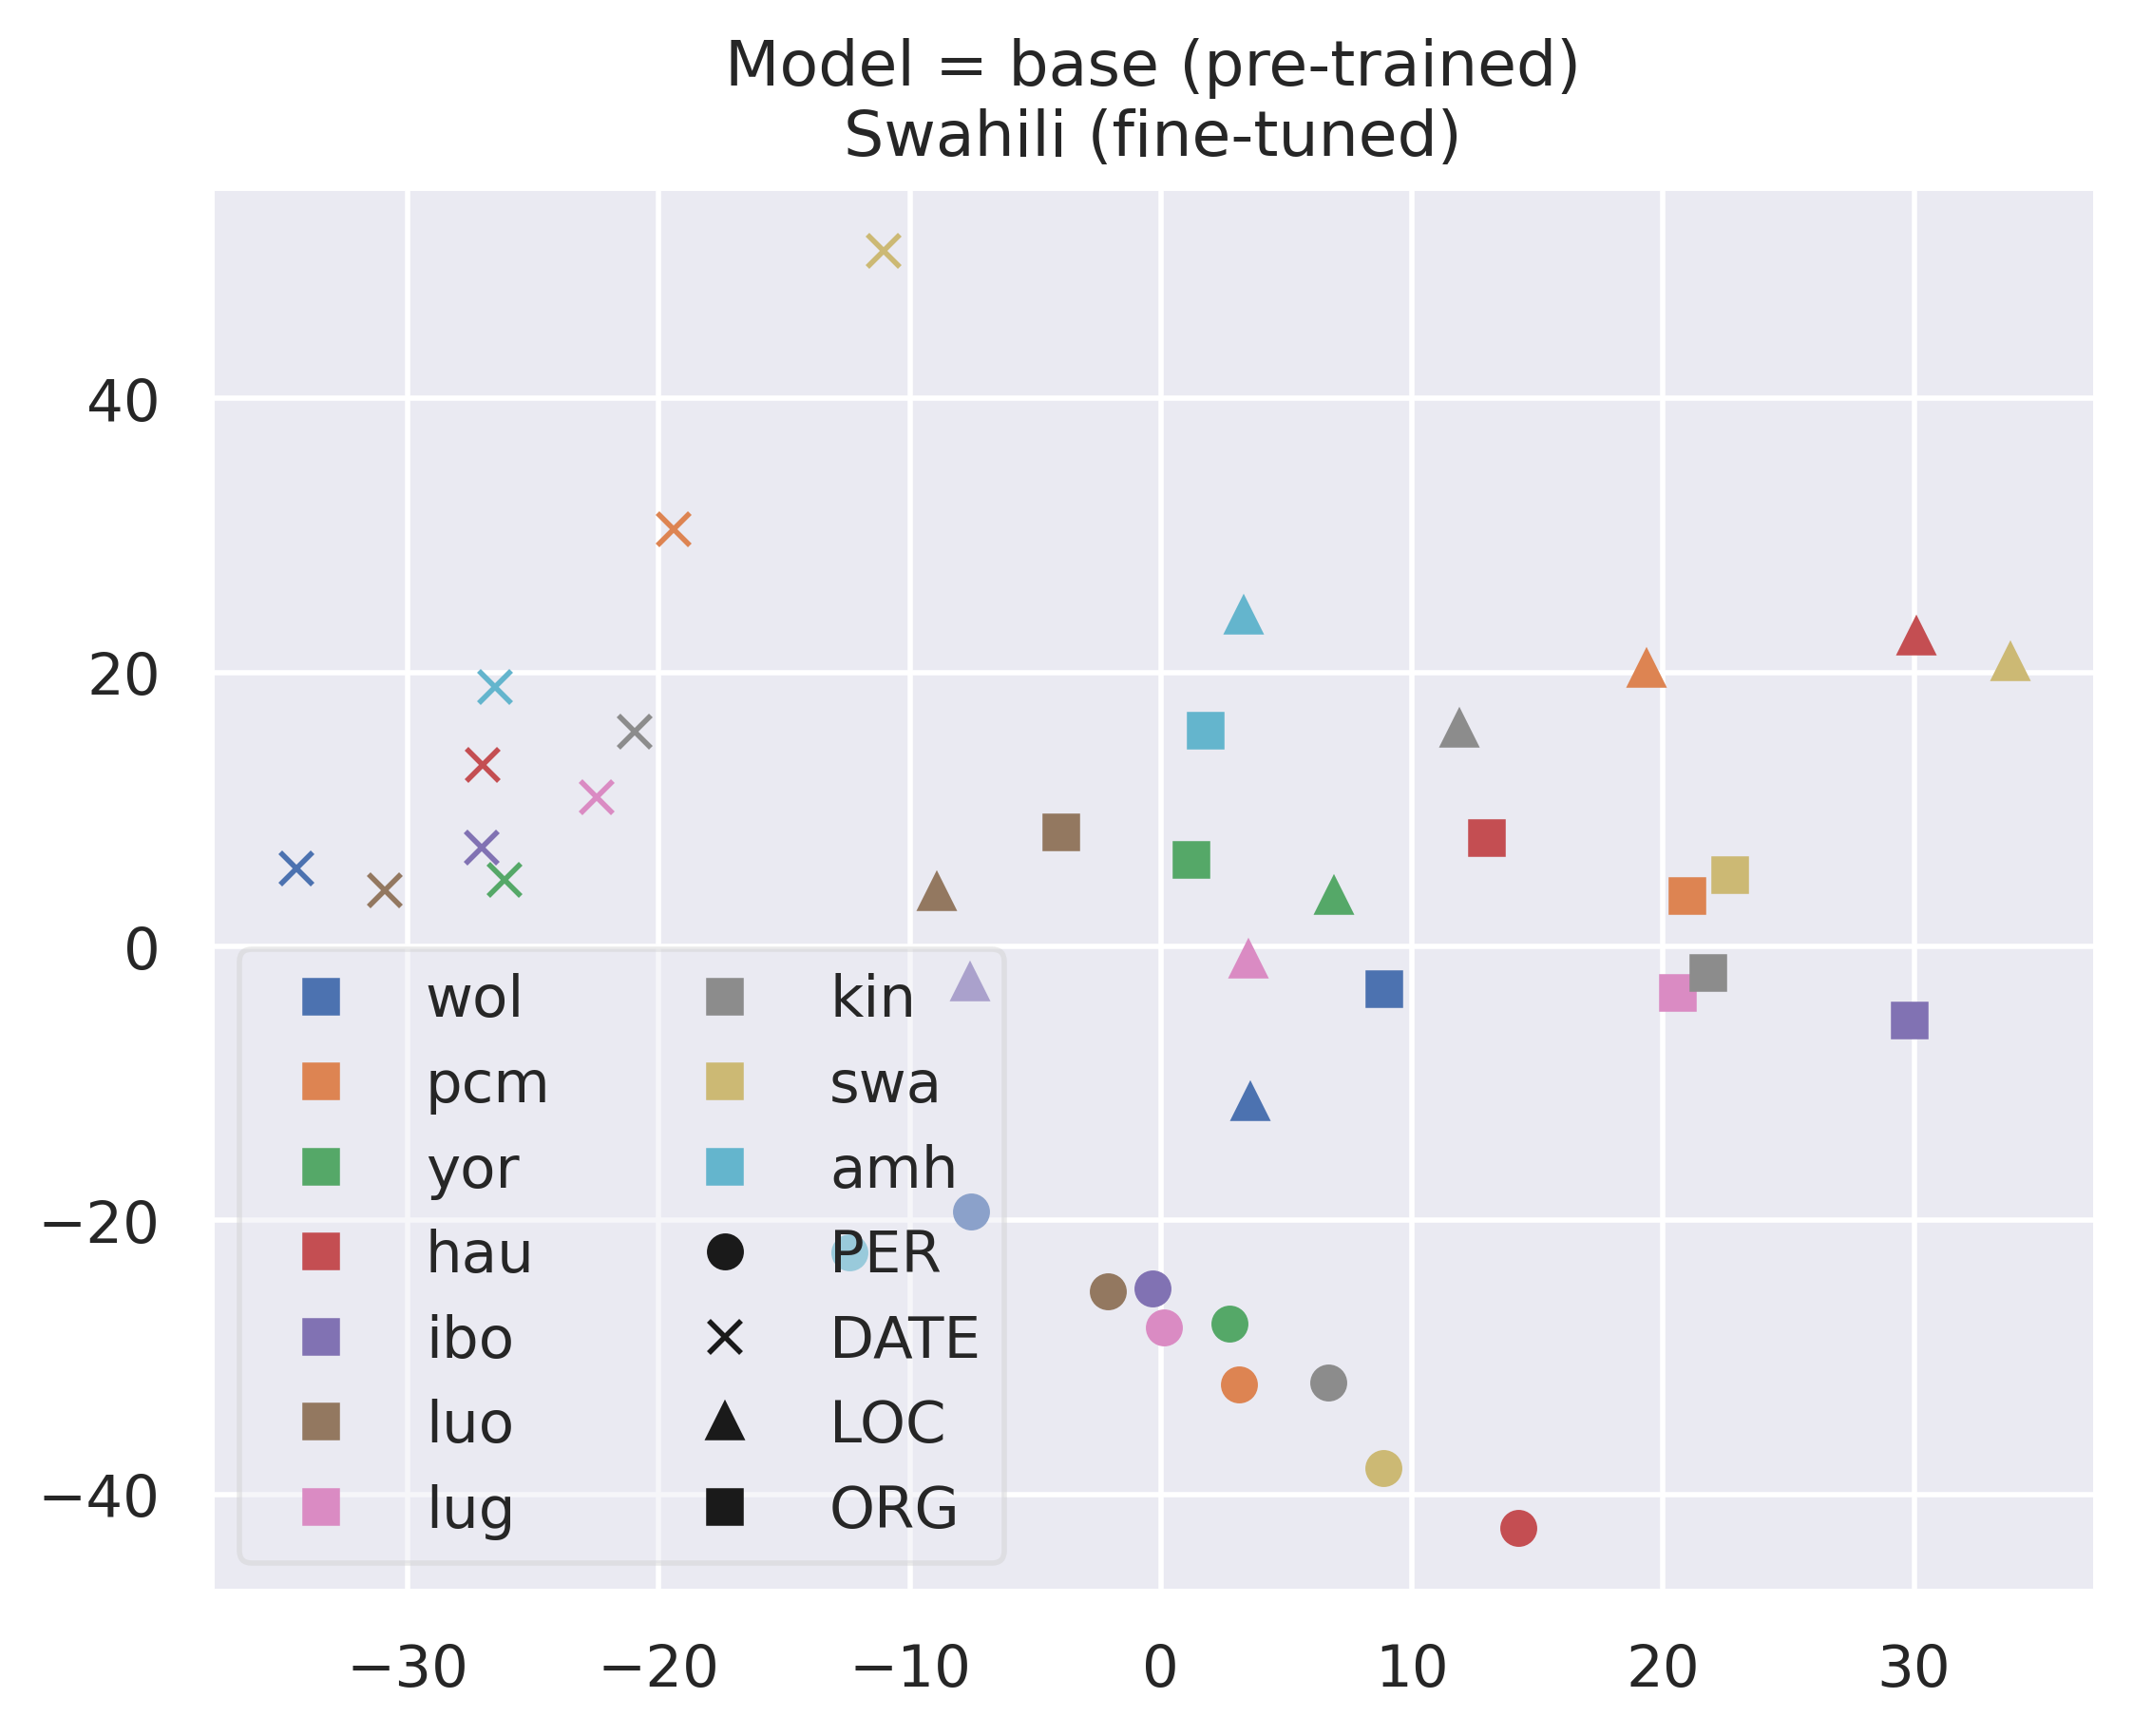 Model = base (pre-trained)
Swahili (fine-tuned)
40
20
0
−20
−40
wol
pcm
yor
hau
ibo
luo
lug
kin
swa
amh
PER
DATE
LOC
ORG
−30 −20 −10 0 10 20 30